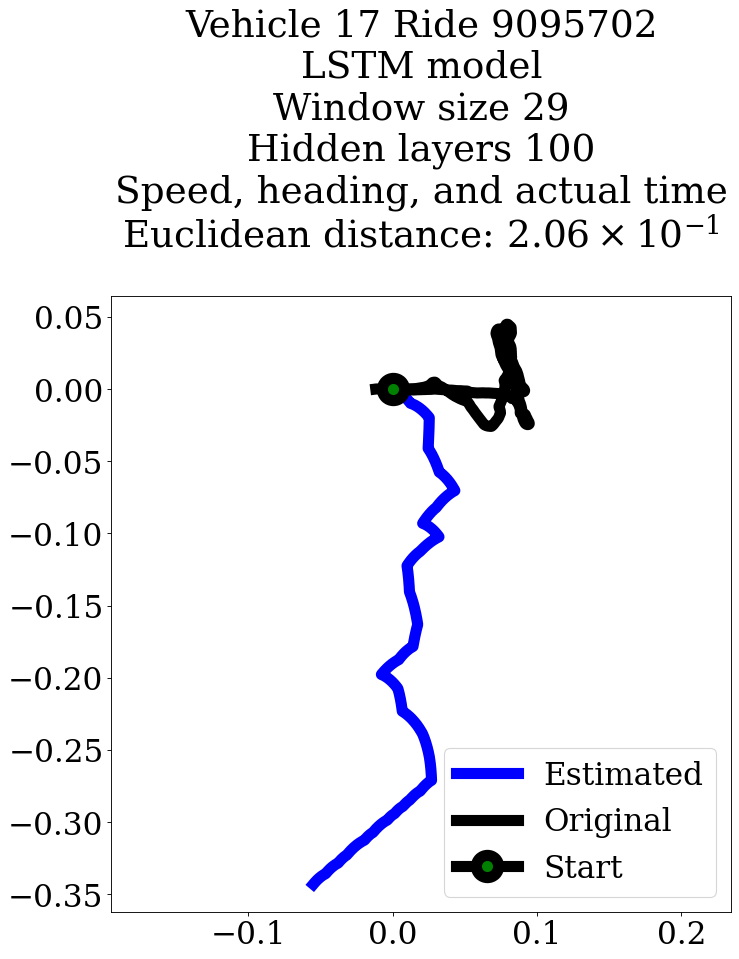 Vehicle 17 Ride 9095702
LSTM model
Window size 29
Hidden layers 100
Speed, heading, and actual time
Euclidean distance: 2.06 × 10⁻¹
0.05
0.00
−0.05
−0.10
−0.15
−0.20
−0.25
−0.30
−0.35
Estimated
Original
Start
−0.1 0.0 0.1 0.2